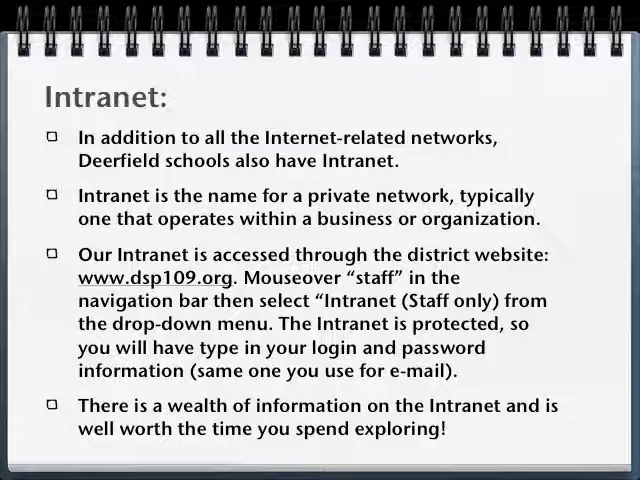 Intranet:
In addition to all the Internet-related networks,
Deerfield schools also have Intranet.
Intranet is the name for a private network, typically
one that operates within a business or organization.
Our Intranet is accessed through the district website:
www.dsp109.org. Mouseover “staff” in the
navigation bar then select “Intranet (Staff only) from
the drop-down menu. The Intranet is protected, so
you will have type in your login and password
information (same one you use for e-mail).
There is a wealth of information on the Intranet and is
well worth the time you spend exploring!